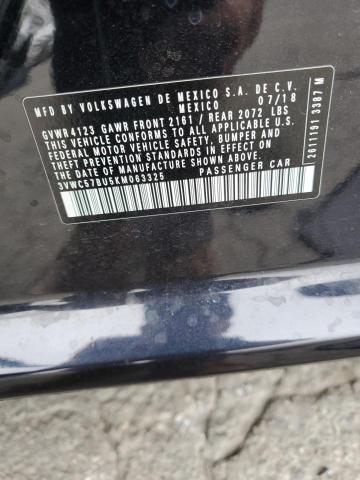 MFD BY VOLKSWAGEN DE MEXICO S.A. DE C.V.
MEXICO 07/18
GVWR 4123 GAWR FRONT 2161 / REAR 2072 LBS
THIS VEHICLE CONFORMS TO ALL APPLICABLE U.S.
FEDERAL MOTOR VEHICLE SAFETY, BUMPER AND
THEFT PREVENTION STANDARDS IN EFFECT ON
THE DATE OF MANUFACTURE SHOWN ABOVE.
3VWC57BU5KM063325 PASSENGER CAR
2611191 3387 M